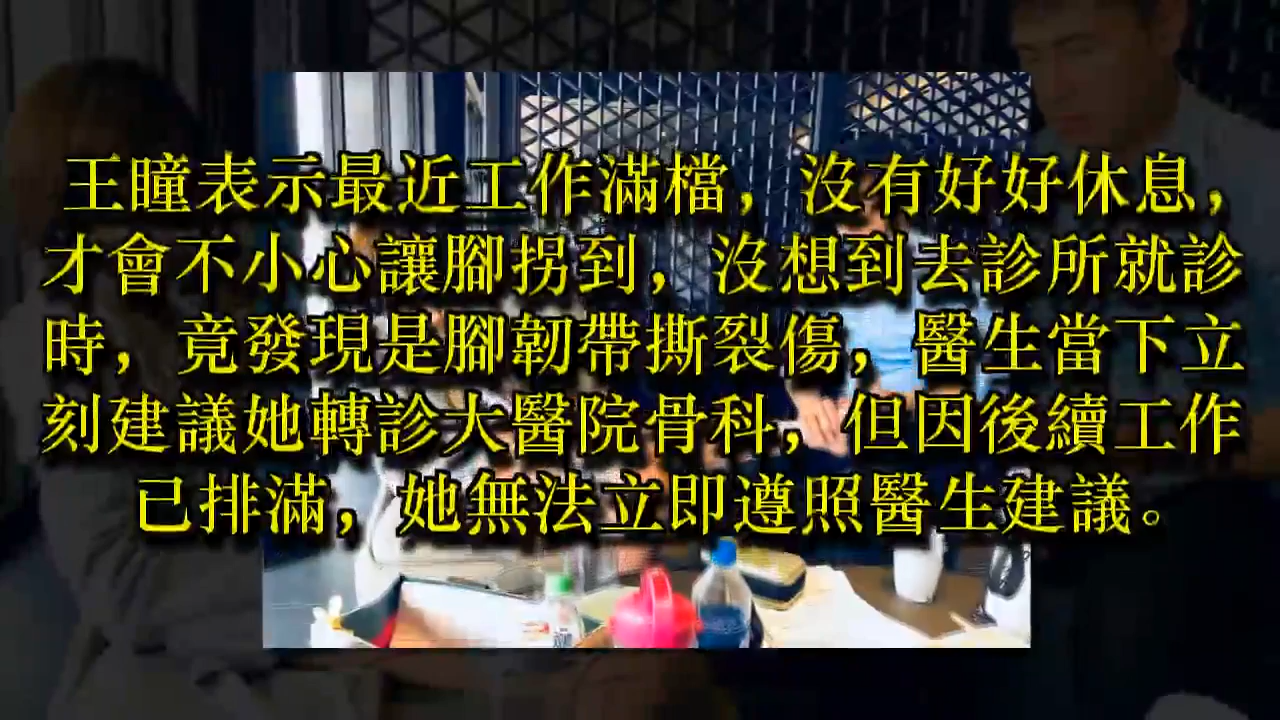 王瞳表示最近工作滿檔，沒有好好休息，
才會不小心讓腳拐到，沒想到去診所就診
時，竟發現是腳韌帶撕裂傷，醫生當下立
刻建議她轉診大醫院骨科，但因後續工作
已排滿，她無法立即遵照醫生建議。